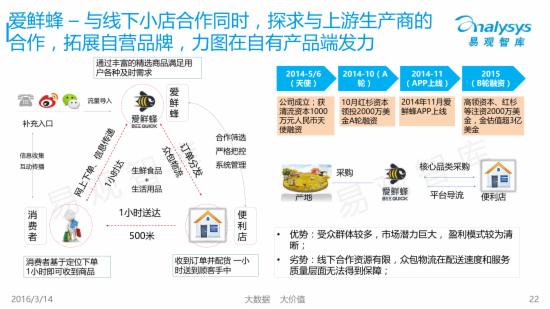 爱鲜蜂 – 与线下小店合作同时，探求与上游生产商的
合作，拓展自营品牌，力图在自有产品端发力
analysys
易观智库
通过丰富的精选商品满足用
户各种及时需求
流量导入
补充入口
信息收集
互动传播
爱鲜蜂
BEE QUICK
爱鲜蜂
合作筛选
严格把控
系统管理
网上下单、信息传递
1小时达
订单分发
众包物流
生鲜食品
+
生活用品
消费者
1小时送达
500米
便利店
消费者基于定位下单
1小时即可收到商品
收到订单并配货 一小
时送到顾客手中
2014-5/6
（天使）
2014-10（A
轮）
2014-11
（APP上线）
2015
（B轮融资）
公司成立；获
清流资本1000
万元人民币天
使融资
10月红杉资本
领投2000万美
金A轮融资
2014年11月爱
鲜蜂APP上线
高领资本、红杉
等注资2000万美
金，金估值超3亿
美金
产地
采购
爱鲜蜂
BEE QUICK
核心品类采购
平台导流
便利店
• 优势：受众群体较多，市场潜力巨大， 盈利模式较为清
晰；
• 劣势：线下合作资源有限，众包物流在配送速度和服务
质量层面无法得到保障；
易观智库
易观智库
2016/3/14
大数据 大价值
22